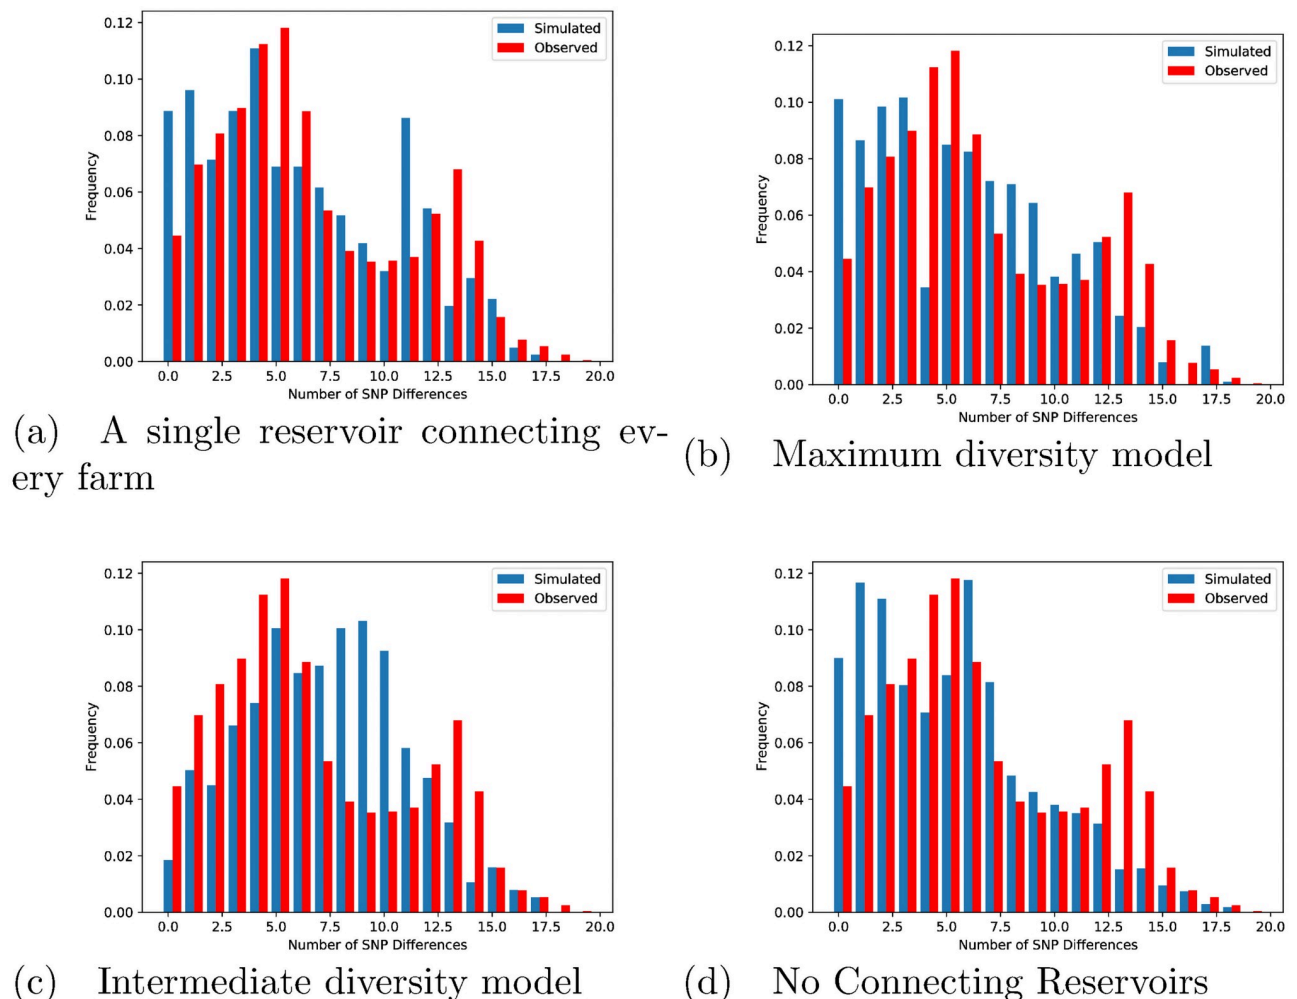 0.12
0.10
0.08
0.06
0.04
0.02
0.00
Frequency
Simulated
Observed
0.0 2.5 5.0 7.5 10.0 12.5 15.0 17.5 20.0
Number of SNP Differences
(a) A single reservoir connecting ev-
ery farm
0.12
0.10
0.08
0.06
0.04
0.02
0.00
Frequency
Simulated
Observed
0.0 2.5 5.0 7.5 10.0 12.5 15.0 17.5 20.0
Number of SNP Differences
(b) Maximum diversity model
0.12
0.10
0.08
0.06
0.04
0.02
0.00
Frequency
Simulated
Observed
0.0 2.5 5.0 7.5 10.0 12.5 15.0 17.5 20.0
Number of SNP Differences
(c) Intermediate diversity model
0.12
0.10
0.08
0.06
0.04
0.02
0.00
Frequency
Simulated
Observed
0.0 2.5 5.0 7.5 10.0 12.5 15.0 17.5 20.0
Number of SNP Differences
(d) No Connecting Reservoirs